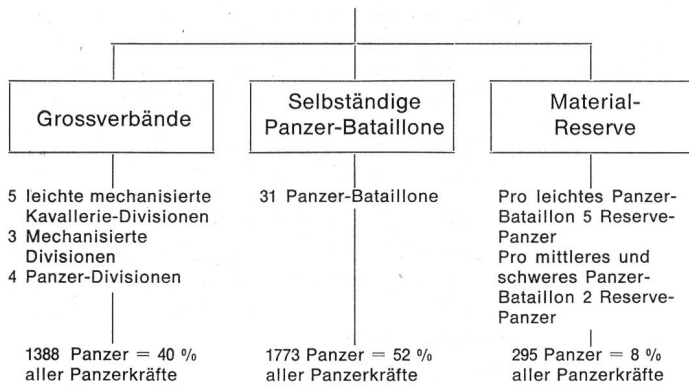 Grossverbände
5 leichte mechanisierte
Kavallerie-Divisionen
3 Mechanisierte
Divisionen
4 Panzer-Divisionen
1388 Panzer = 40 %
aller Panzerkräfte
Selbständige
Panzer-Bataillone
31 Panzer-Bataillone
1773 Panzer = 52 %
aller Panzerkräfte
Material-
Reserve
Pro leichtes Panzer-
Bataillon 5 Reserve-
Panzer
Pro mittleres und
schweres Panzer-
Bataillon 2 Reserve-
Panzer
295 Panzer = 8 %
aller Panzerkräfte